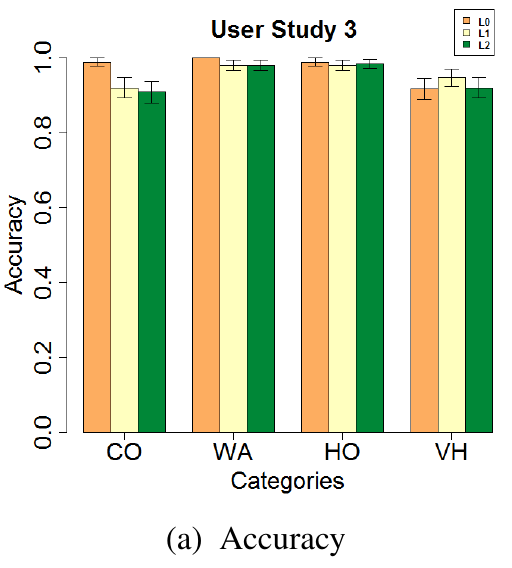 User Study 3
L0
L1
L2
Accuracy
1.0
0.8
0.6
0.4
0.2
0.0
CO WA HO VH
Categories
(a) Accuracy